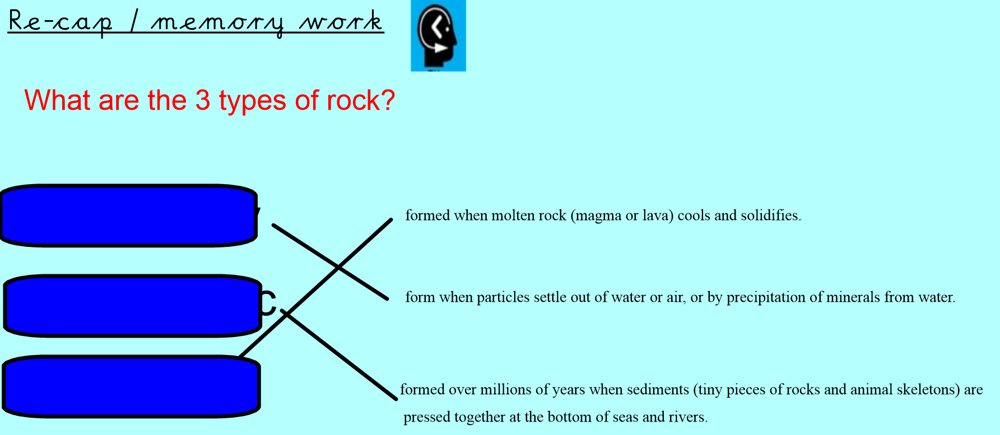 Re-cap / memory work
What are the 3 types of rock?
formed when molten rock (magma or lava) cools and solidifies.
form when particles settle out of water or air, or by precipitation of minerals from water.
c
formed over millions of years when sediments (tiny pieces of rocks and animal skeletons) are
pressed together at the bottom of seas and rivers.